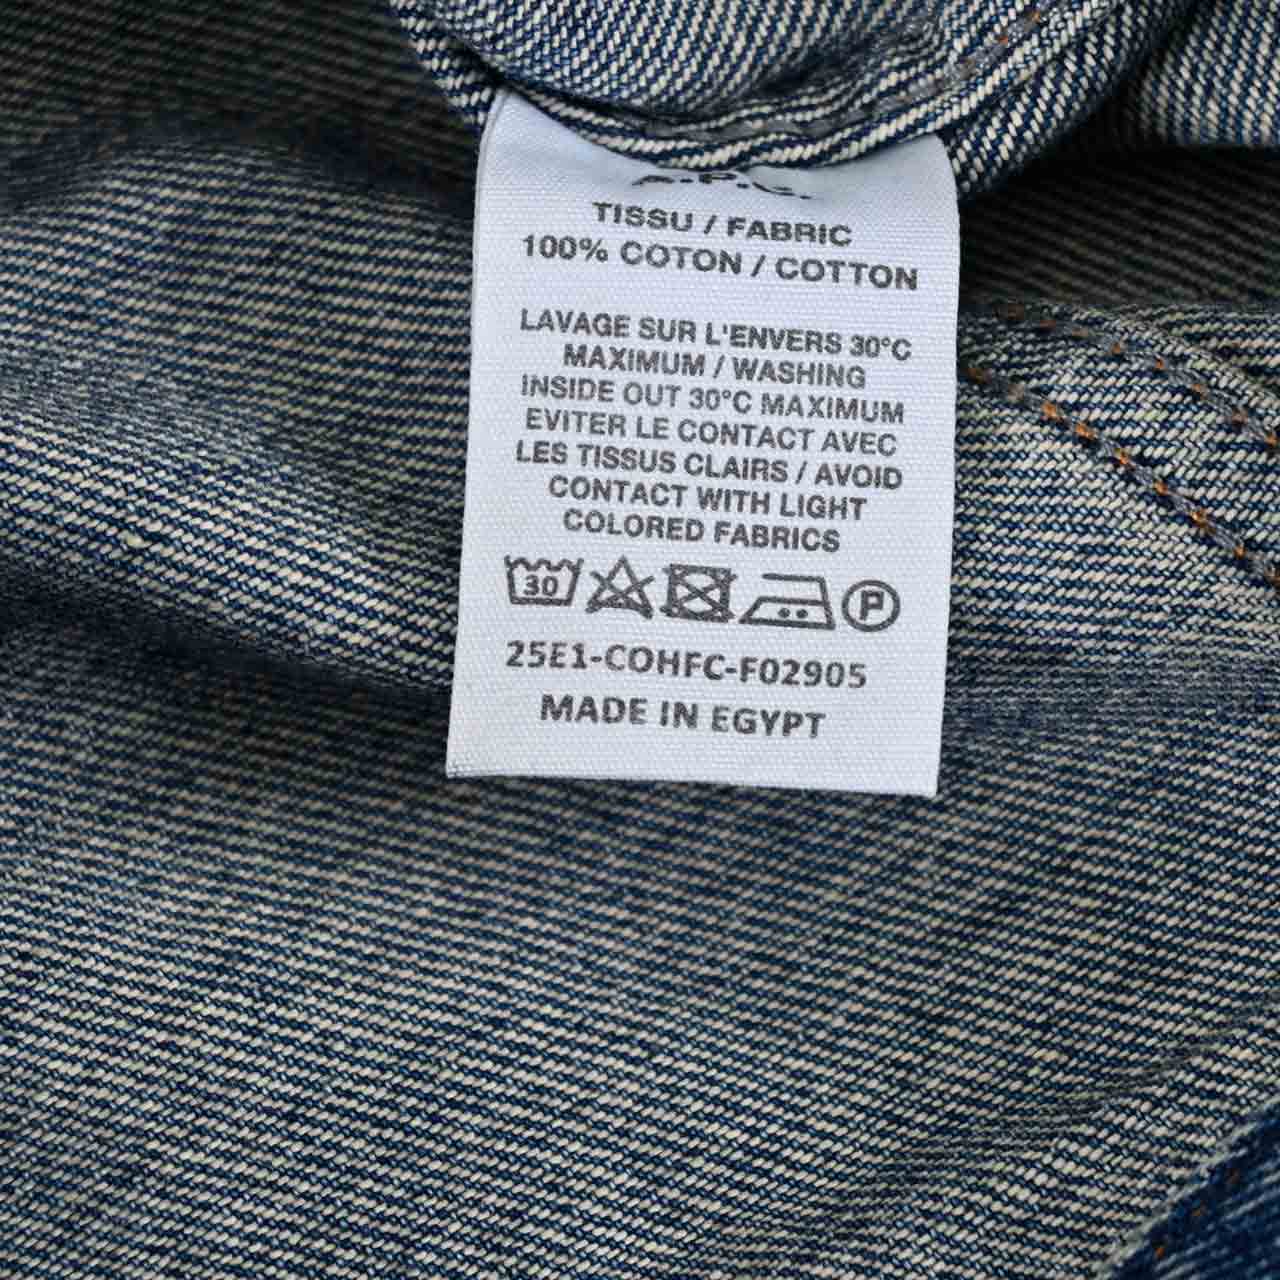 A.P.C.
TISSU / FABRIC
100% COTON / COTTON
LAVAGE SUR L'ENVERS 30°C
MAXIMUM / WASHING
INSIDE OUT 30°C MAXIMUM
EVITER LE CONTACT AVEC
LES TISSUS CLAIRS / AVOID
CONTACT WITH LIGHT
COLORED FABRICS
30 P
25E1-COHFC-F02905
MADE IN EGYPT